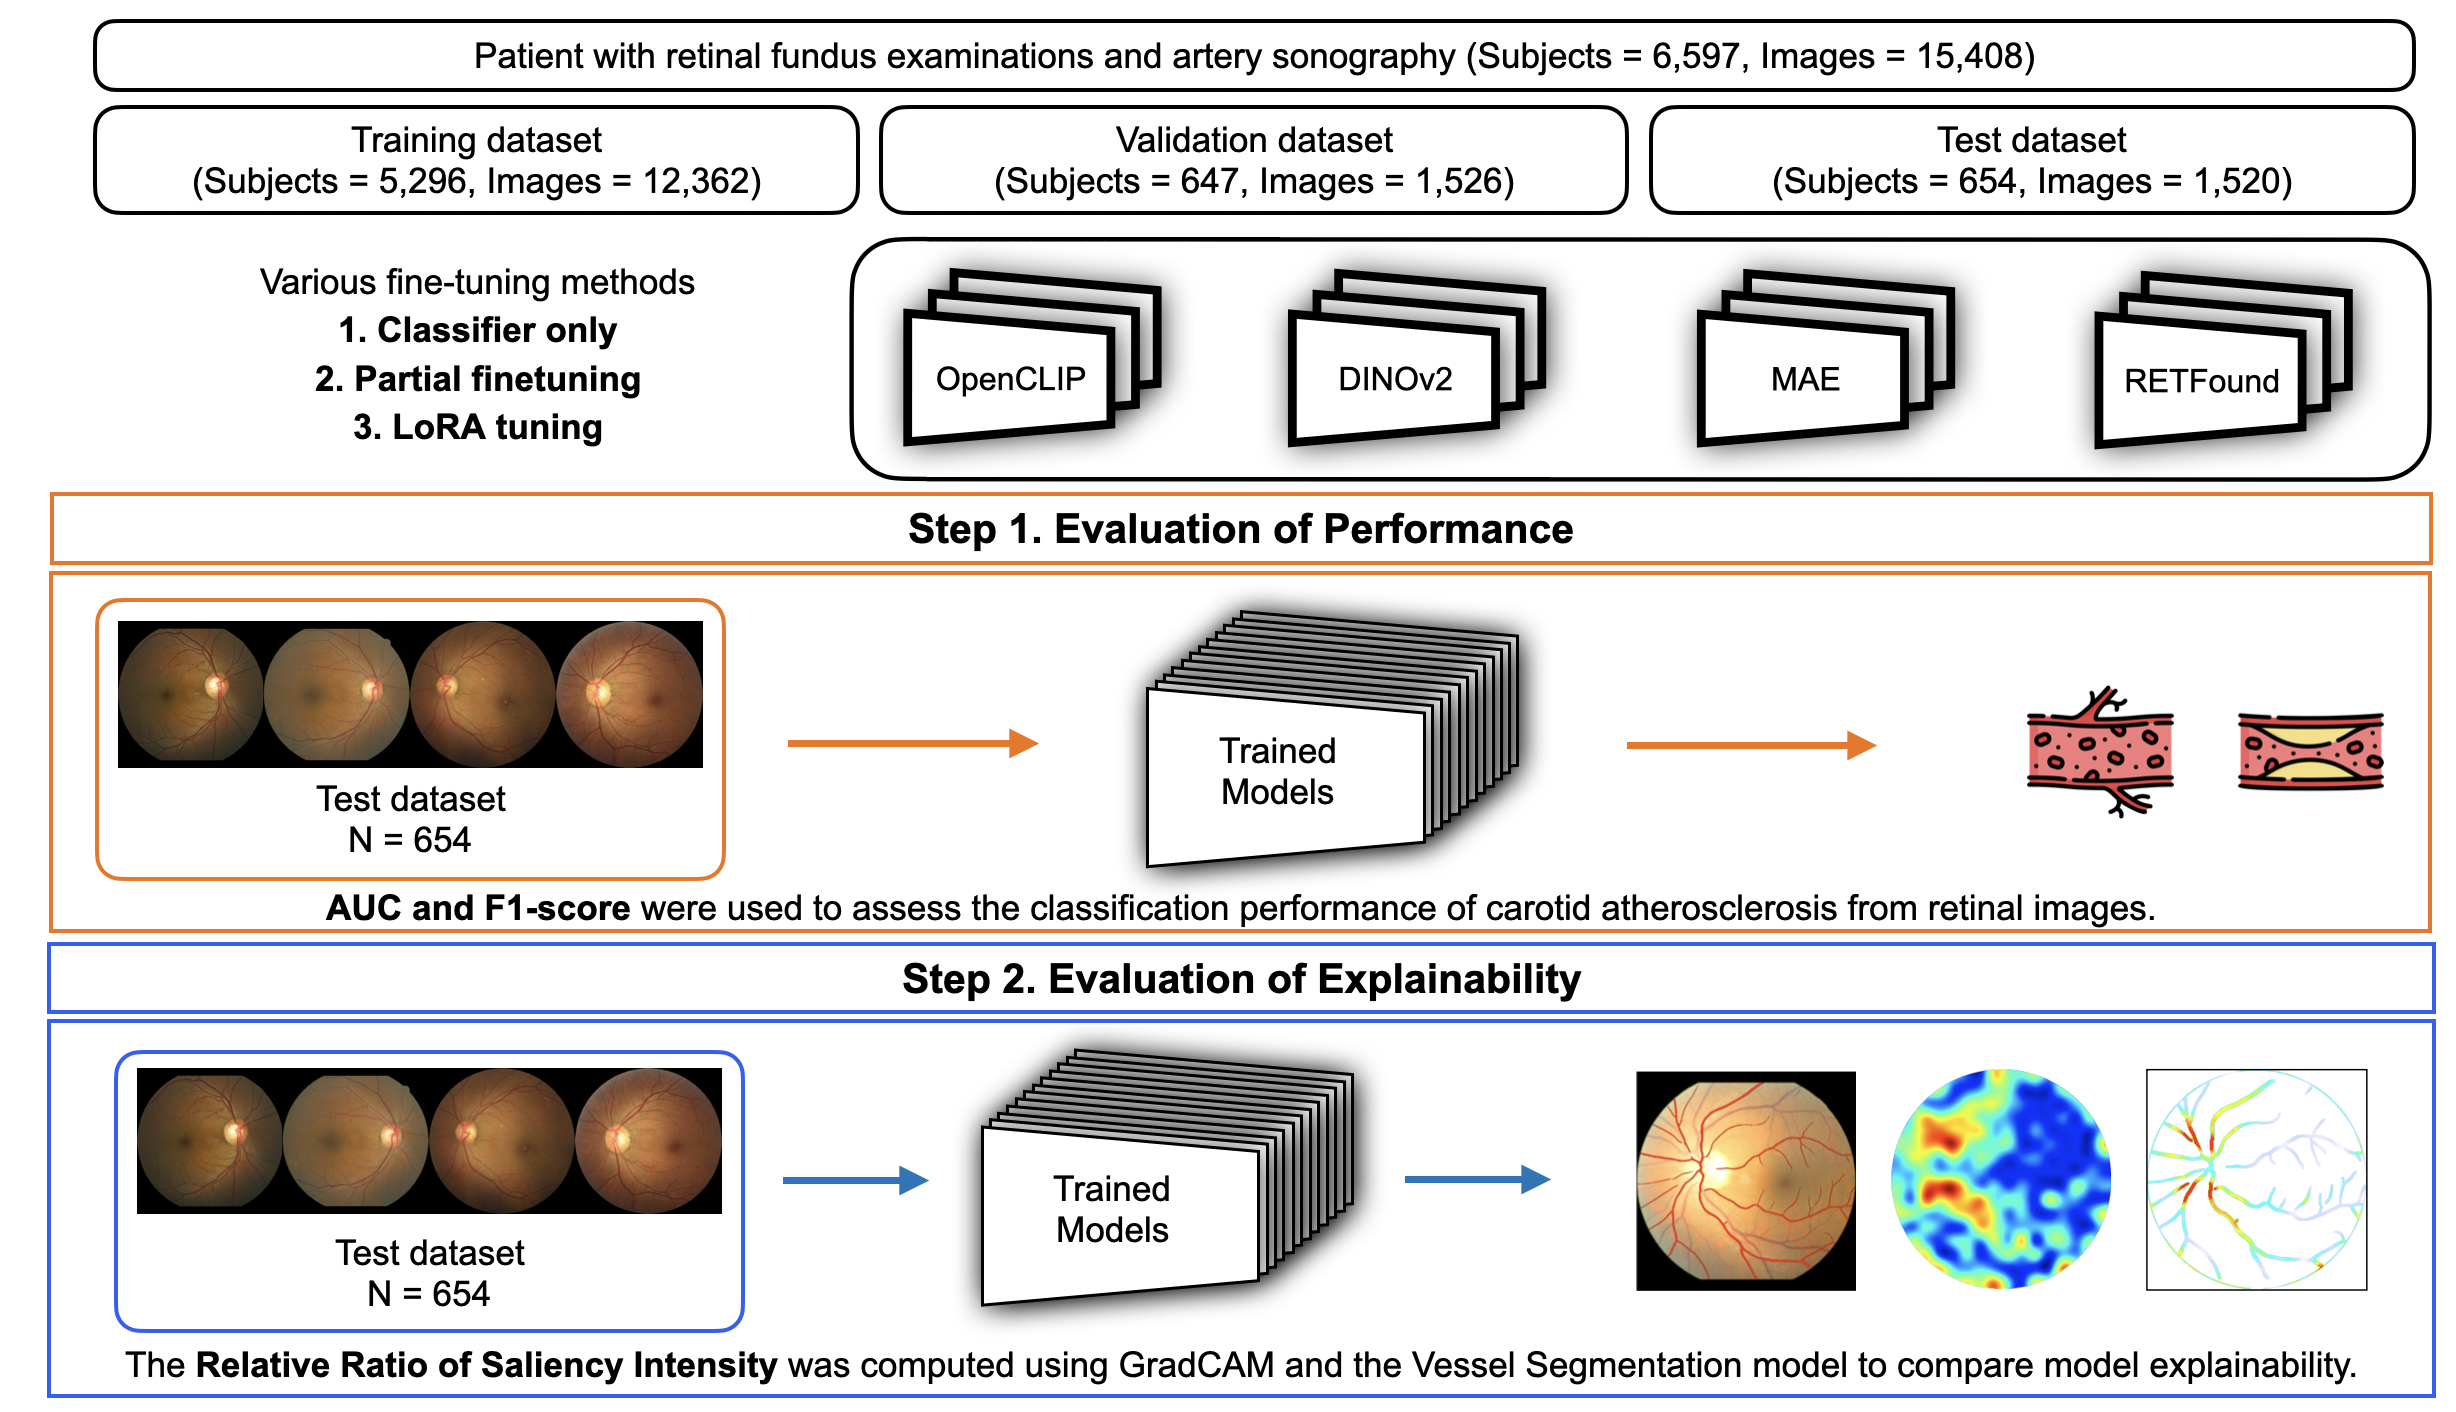 Patient with retinal fundus examinations and artery sonography (Subjects = 6,597, Images = 15,408)
Training dataset
(Subjects = 5,296, Images = 12,362)
Validation dataset
(Subjects = 647, Images = 1,526)
Test dataset
(Subjects = 654, Images = 1,520)
Various fine-tuning methods
1. Classifier only
2. Partial finetuning
3. LoRA tuning
OpenCLIP
DINOv2
MAE
RETFound
Step 1. Evaluation of Performance
Test dataset
N = 654
Trained
Models
AUC and F1-score were used to assess the classification performance of carotid atherosclerosis from retinal images.
Step 2. Evaluation of Explainability
Test dataset
N = 654
Trained
Models
The Relative Ratio of Saliency Intensity was computed using GradCAM and the Vessel Segmentation model to compare model explainability.